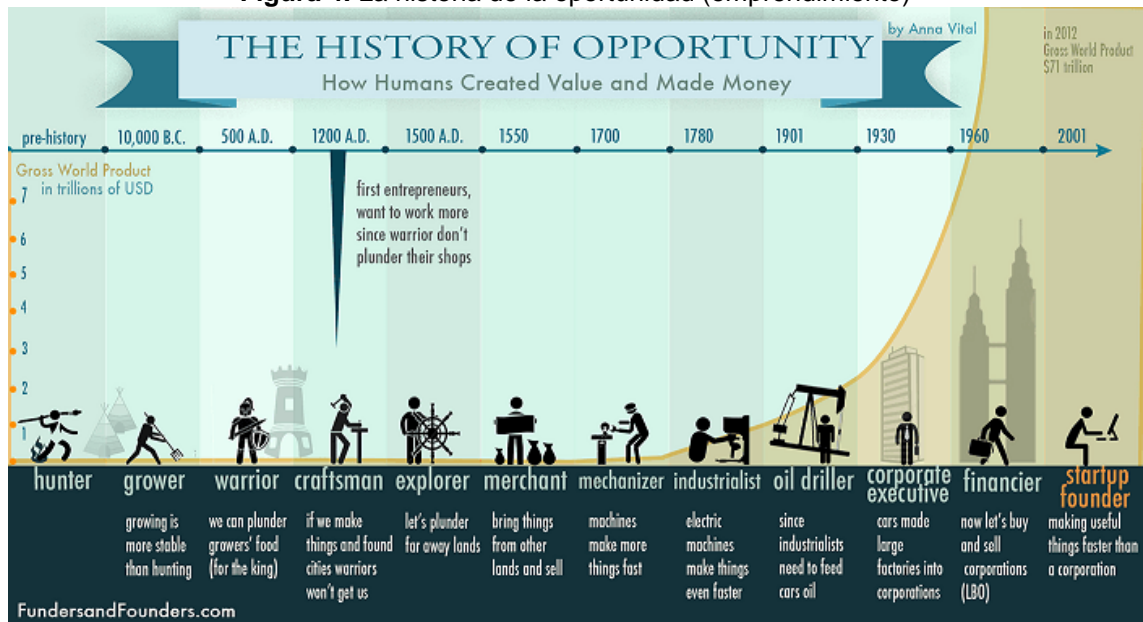 Figura 4. La historia de la oportunidad (emprendimiento)
THE HISTORY OF OPPORTUNITY
by Anna Vital
How Humans Created Value and Made Money
in 2012
Gross World Product
$71 trillion
pre-history 10,000 B.C. 500 A.D. 1200 A.D. 1500 A.D. 1550 1700 1780 1901 1930 1960 2001
Gross World Product
in trillions of USD
7
6
5
4
3
2
1
first entrepreneurs,
want to work more
since warrior don't
plunder their shops
hunter
grower
growing is
more stable
than hunting
warrior
we can plunder
growers' food
(for the king)
craftsman
if we make
things and found
cities warriors
won't get us
explorer
let's plunder
far away lands
merchant
bring things
from other
lands and sell
mechanizer
machines
make more
things fast
industrialist
electric
machines
make things
even faster
oil driller
since
industrialists
need to feed
cars oil
corporate
executive
cars made
large
factories into
corporations
financier
now let's buy
and sell
corporations
(LBO)
startup
founder
making useful
things faster than
a corporation
FundersandFounders.com